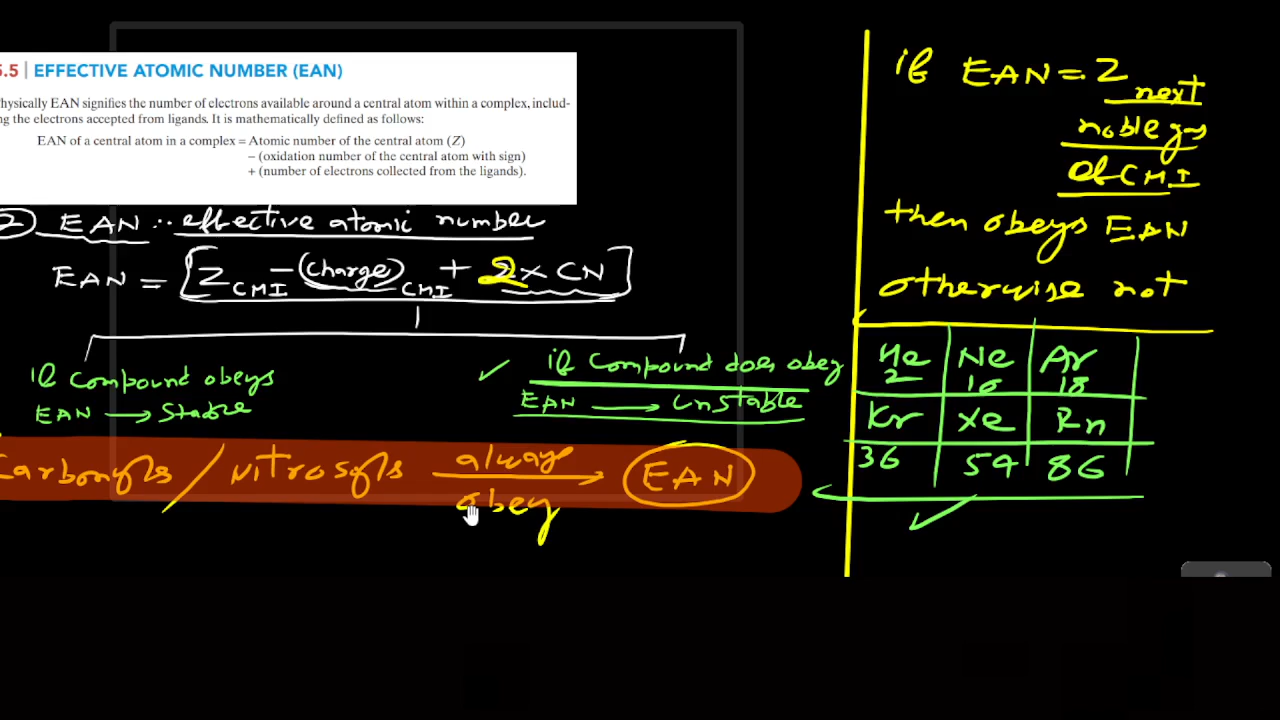 5.5 | EFFECTIVE ATOMIC NUMBER (EAN)
hysically EAN signifies the number of electrons available around a central atom within a complex, includ-
ng the electrons accepted from ligands. It is mathematically defined as follows:
EAN of a central atom in a complex = Atomic number of the central atom (Z)
− (oxidation number of the central atom with sign)
+ (number of electrons collected from the ligands).
2 EAN :. effective atomic number
EAN = [Z CMI − (charge) CMI + 2 x CN]
if compound obeys
EAN → Stable
✓ if compound does obey
EAN → Unstable
Carbonyls / nitrosyls always obey → EAN
if EAN = Z next
noble gs
of CMI
then obeys EAN
otherwise not
He Ne Ar
2 10 18
Kr Xe Rn
36 54 86
✓